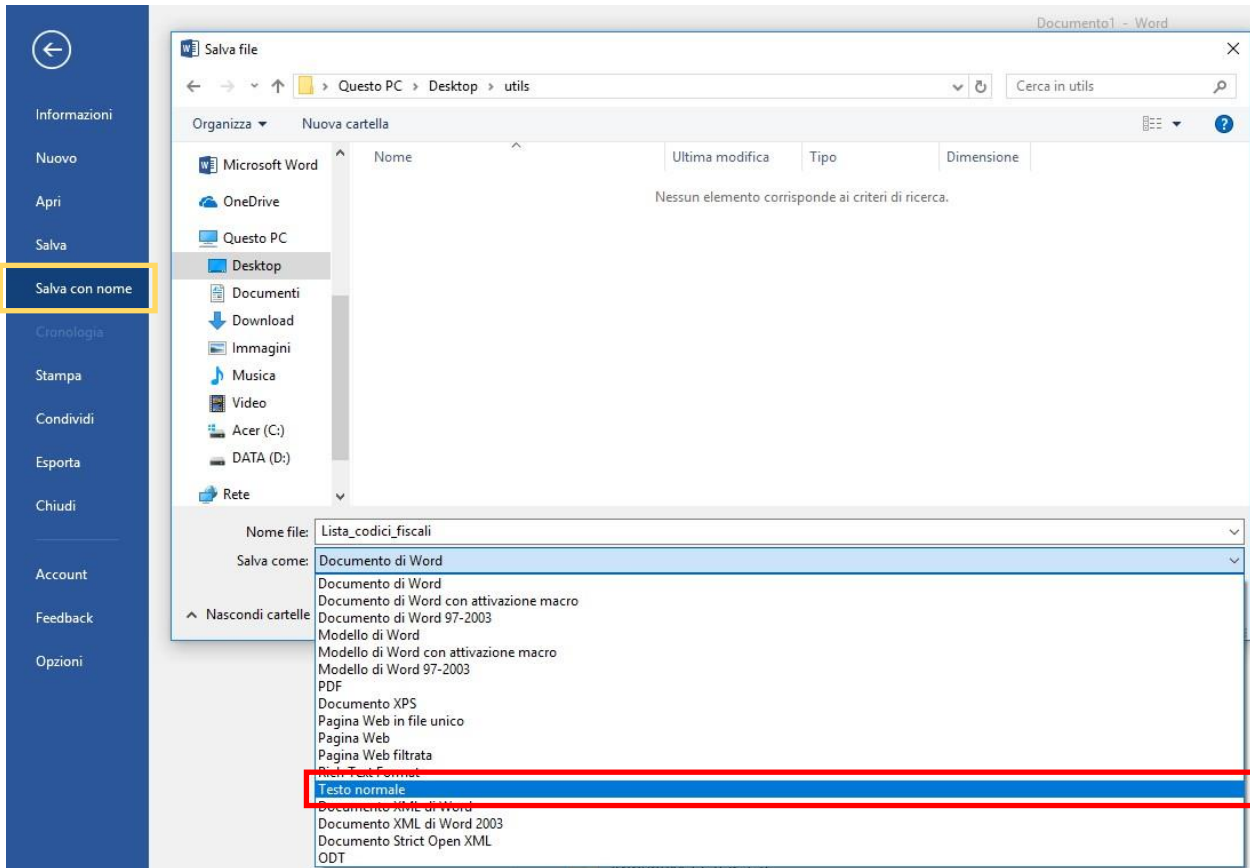 Documento1 - Word
Salva file
Questo PC > Desktop > utils
Cerca in utils
Organizza
Nuova cartella
?
Informazioni
Nuovo
Apri
Salva
Salva con nome
Cronologia
Stampa
Condividi
Esporta
Chiudi
Account
Feedback
Opzioni
Microsoft Word
OneDrive
Questo PC
Desktop
Documenti
Download
Immagini
Musica
Video
Acer (C:)
DATA (D:)
Rete
Nome
Ultima modifica
Tipo
Dimensione
Nessun elemento corrisponde ai criteri di ricerca.
Nome file: Lista_codici_fiscali
Salva come: Documento di Word
Nascondi cartelle
Documento di Word
Documento di Word con attivazione macro
Documento di Word 97-2003
Modello di Word
Modello di Word con attivazione macro
Modello di Word 97-2003
PDF
Documento XPS
Pagina Web in file unico
Pagina Web
Pagina Web filtrata
Rich Text Format
Testo normale
Documento XML di Word
Documento XML di Word 2003
Documento Strict Open XML
ODT